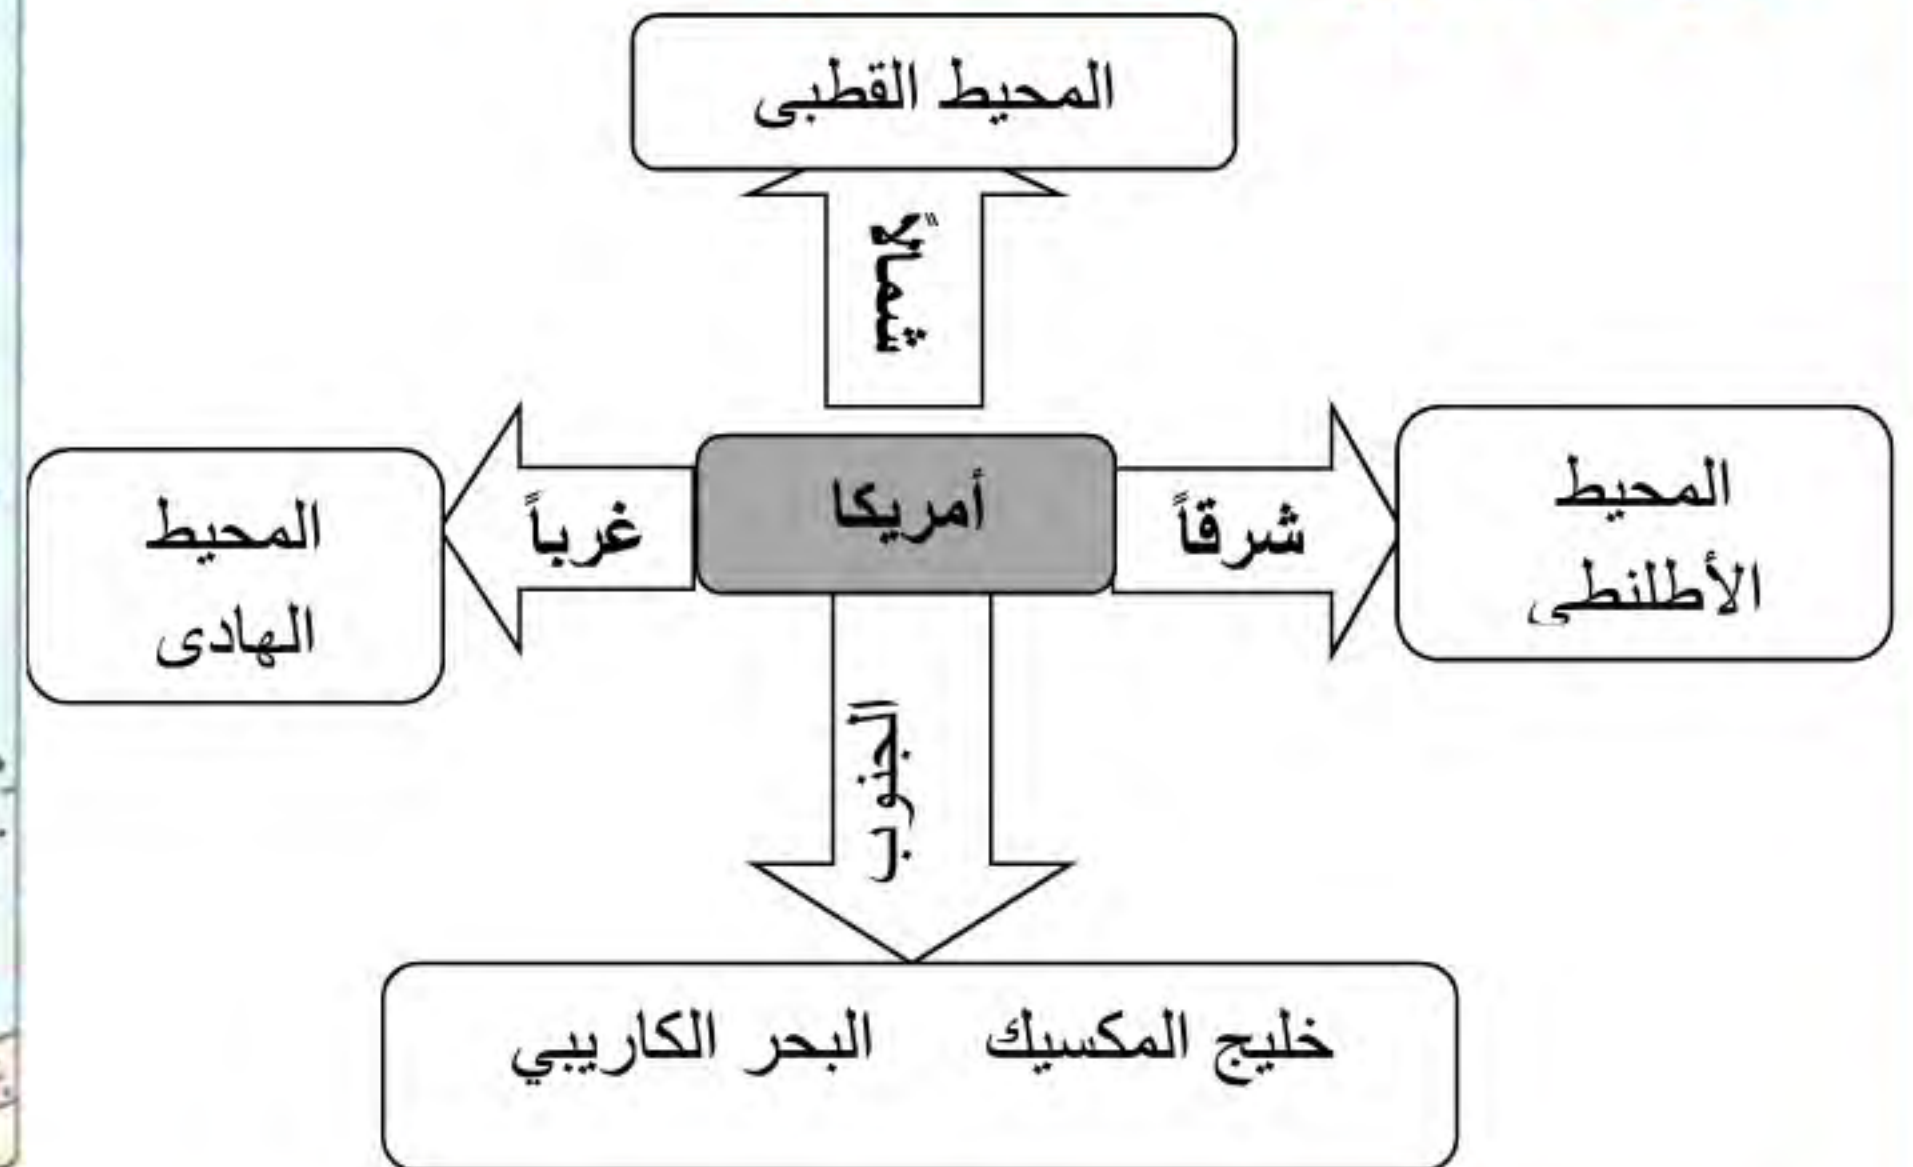 المحيط القطبى
شمالاً
المحيط
الأطلنطى
شرقاً
أمريكا
غرباً
المحيط
الهادى
الجنوب
خليج المكسيك البحر الكاريبي